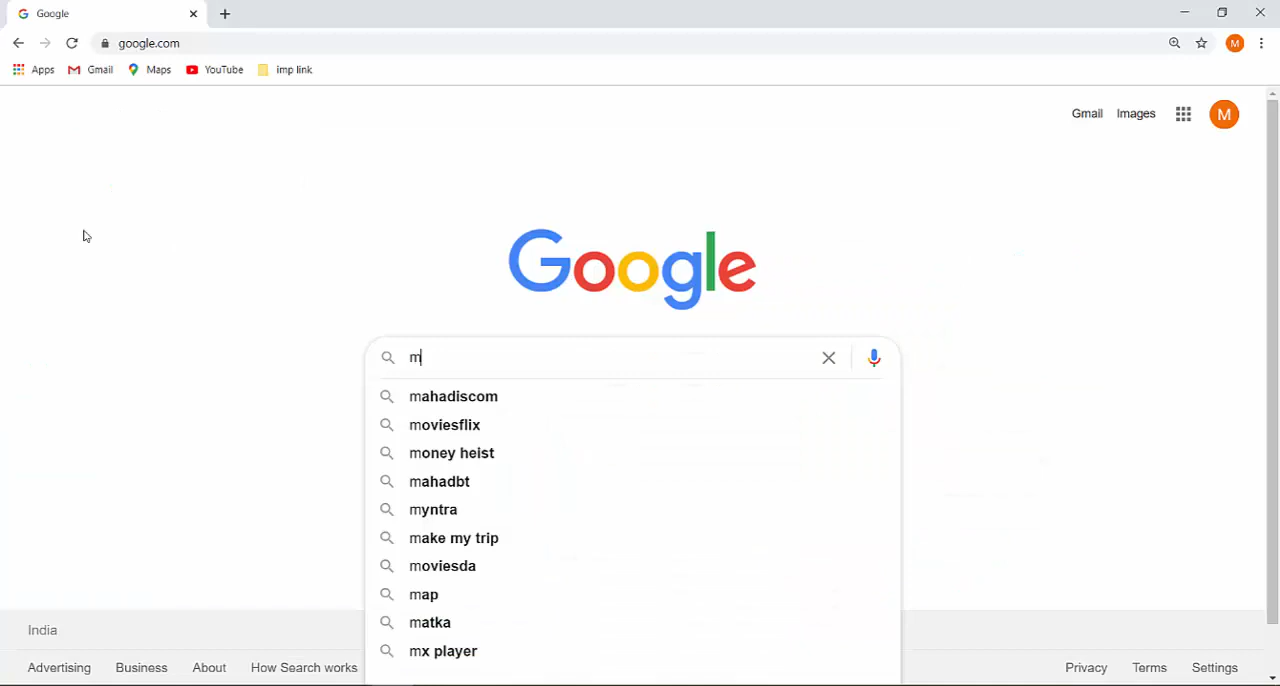 Google
google.com
M
Apps Gmail Maps YouTube imp link
Gmail Images M
Google
m
mahadiscom
moviesflix
money heist
mahadbt
myntra
make my trip
moviesda
map
matka
mx player
India
Advertising Business About How Search works Privacy Terms Settings